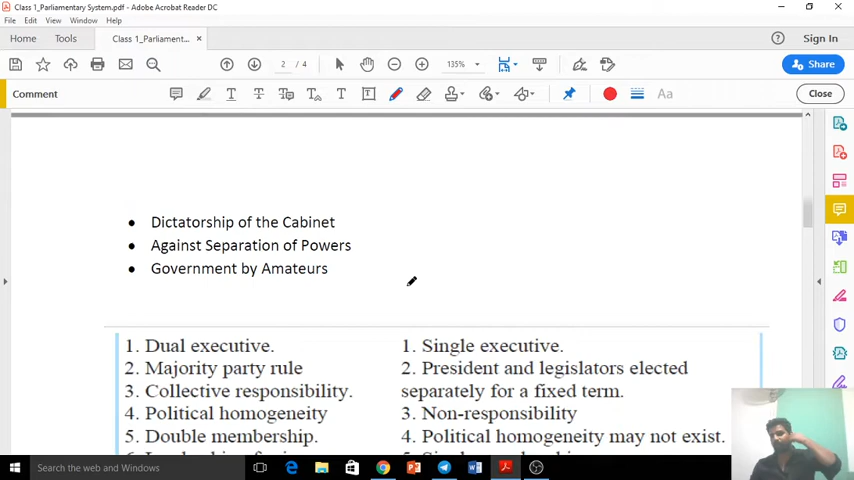 Class 1_Parliamentary System.pdf - Adobe Acrobat Reader DC
File Edit View Window Help
Home Tools Class 1_Parliament... × Sign In
2 / 4 135% Share
Comment Aa Close
• Dictatorship of the Cabinet
• Against Separation of Powers
• Government by Amateurs
1. Dual executive.
2. Majority party rule
3. Collective responsibility.
4. Political homogeneity
5. Double membership.
1. Single executive.
2. President and legislators elected
separately for a fixed term.
3. Non-responsibility
4. Political homogeneity may not exist.
Search the web and Windows